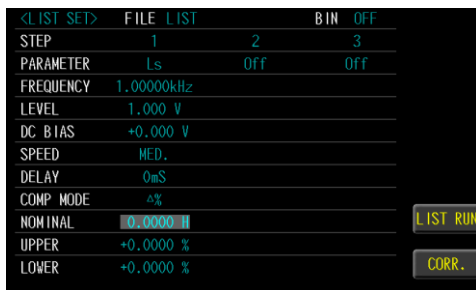 <LIST SET> FILE LIST BIN OFF
STEP 1 2 3
PARAMETER Ls Off Off
FREQUENCY 1.00000kHz
LEVEL 1.000 V
DC BIAS +0.000 V
SPEED MED.
DELAY 0mS
COMP MODE △%
NOMINAL 0.0000 H
LIST RUN
UPPER +0.0000 %
LOWER +0.0000 %
CORR.